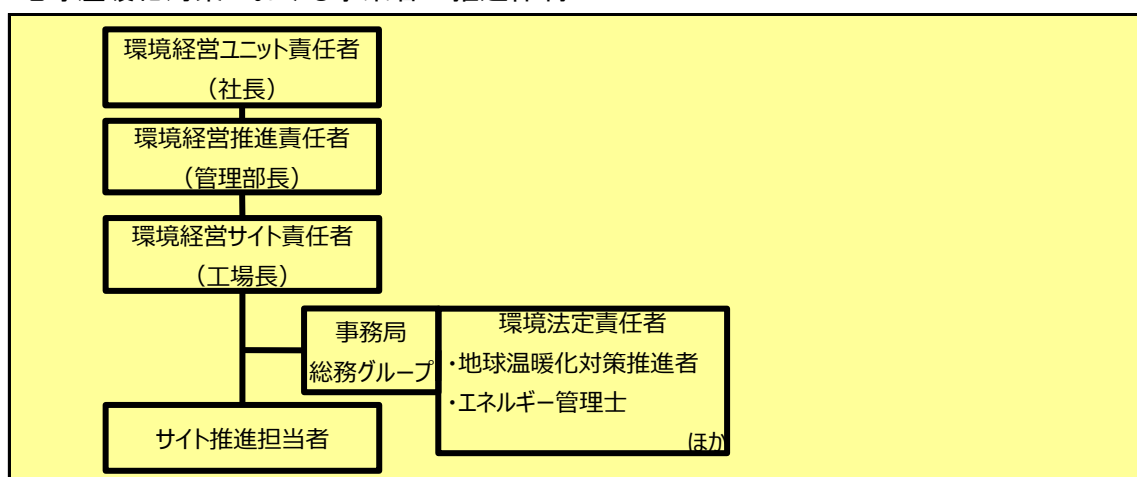 環境経営ユニット責任者
（社長）
環境経営推進責任者
（管理部長）
環境経営サイト責任者
（工場長）
事務局
総務グループ
環境法定責任者
・地球温暖化対策推進者
・エネルギー管理士
ほか
サイト推進担当者